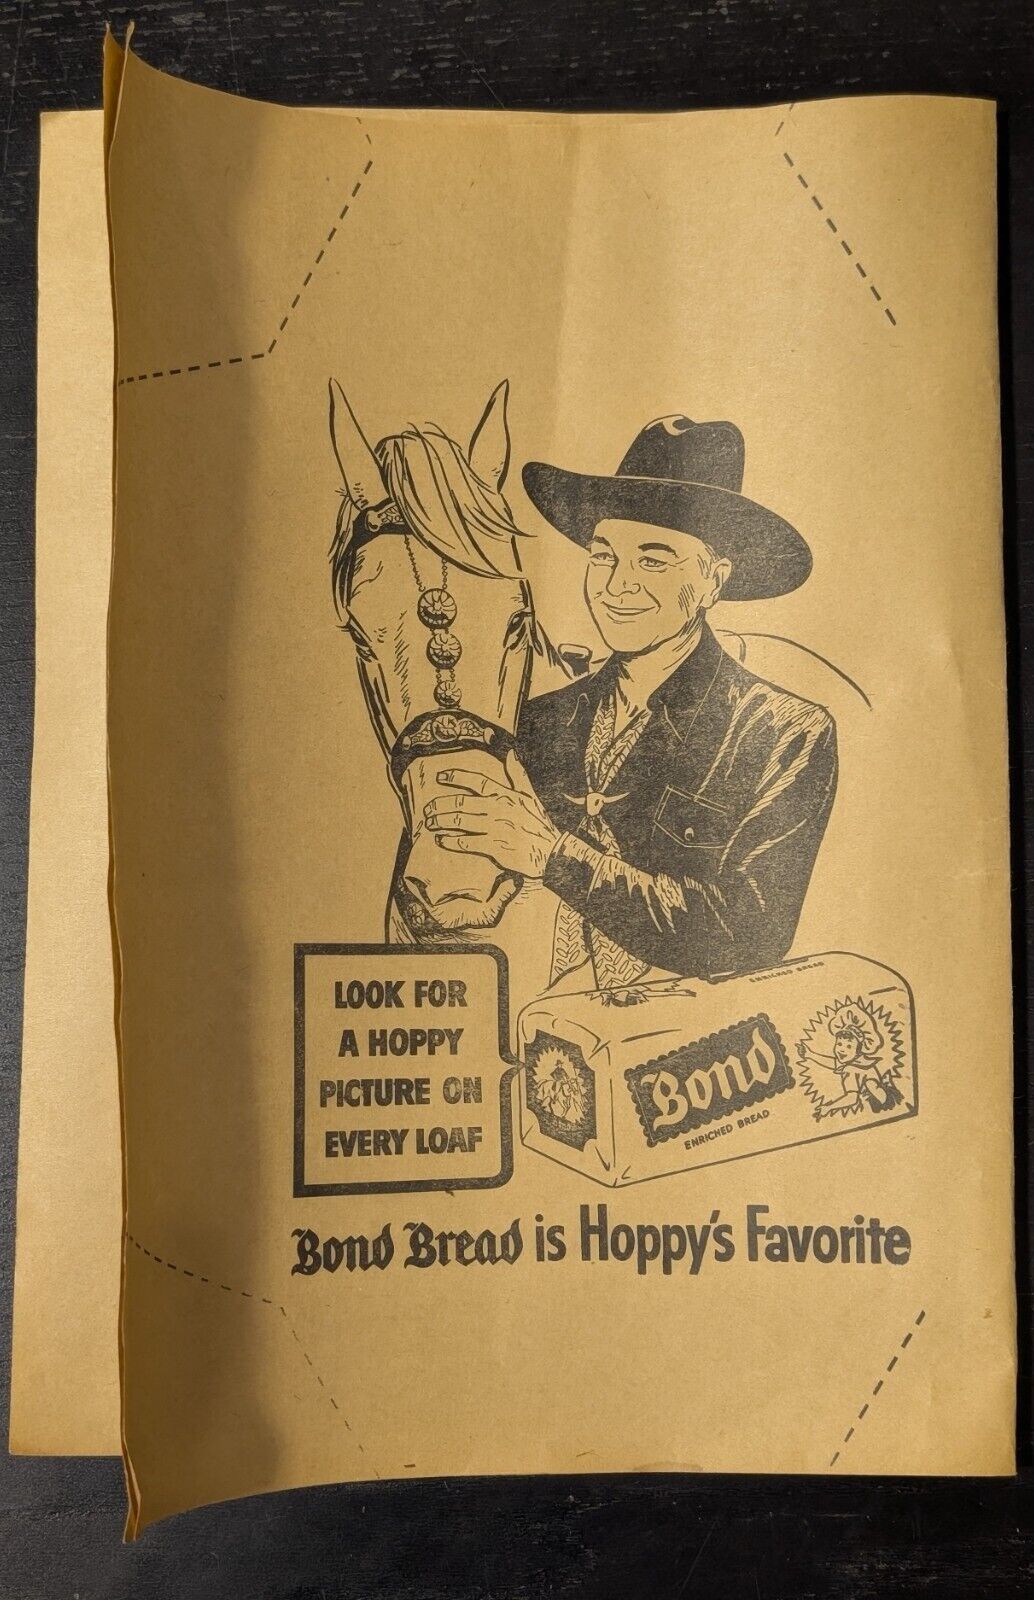 LOOK FOR
A HOPPY
PICTURE ON
EVERY LOAF
ENRICHED BREAD
Bond
ENRICHED BREAD
Bond Bread is Hoppy's Favorite